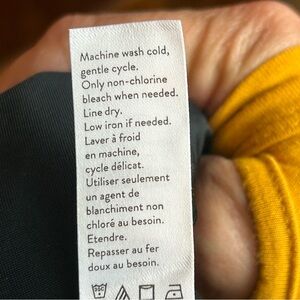 Machine wash cold,
gentle cycle.
Only non-chlorine
bleach when needed.
Line dry.
Low iron if needed.
Laver à froid
en machine,
cycle délicat.
Utiliser seulement
un agent de
blanchiment non
chloré au besoin.
Etendre.
Repasser au fer
doux au besoin.